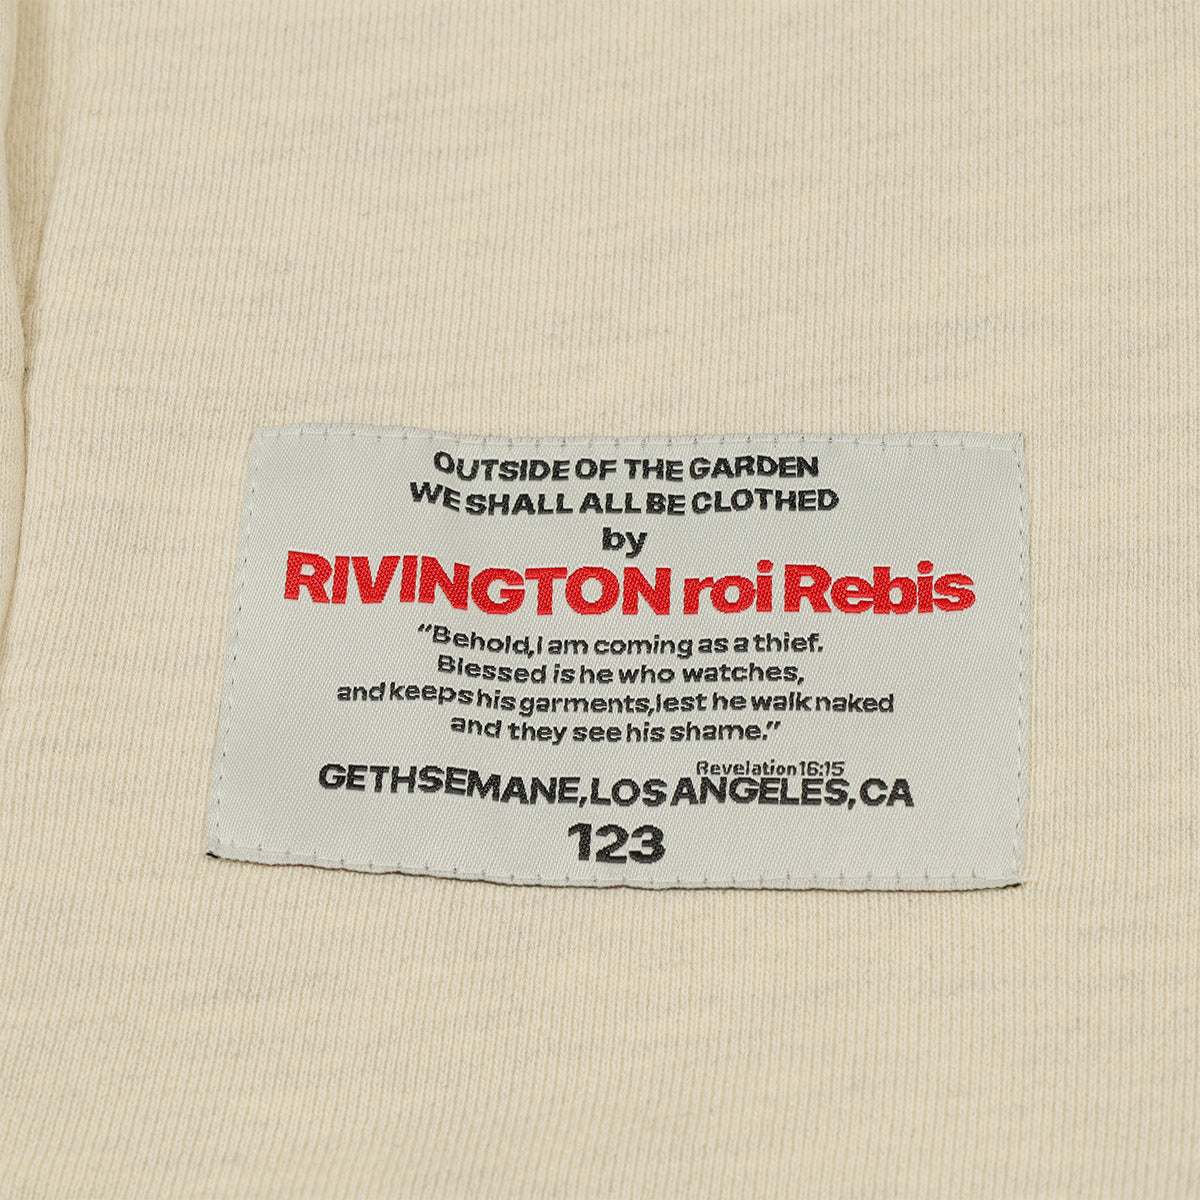 OUTSIDE OF THE GARDEN
WE SHALL ALL BE CLOTHED
by
RIVINGTON roi Rebis
“Behold, I am coming as a thief.
Blessed is he who watches,
and keeps his garments, lest he walk naked
and they see his shame.”
Revelation 16:15
GETHSEMANE, LOS ANGELES, CA
123